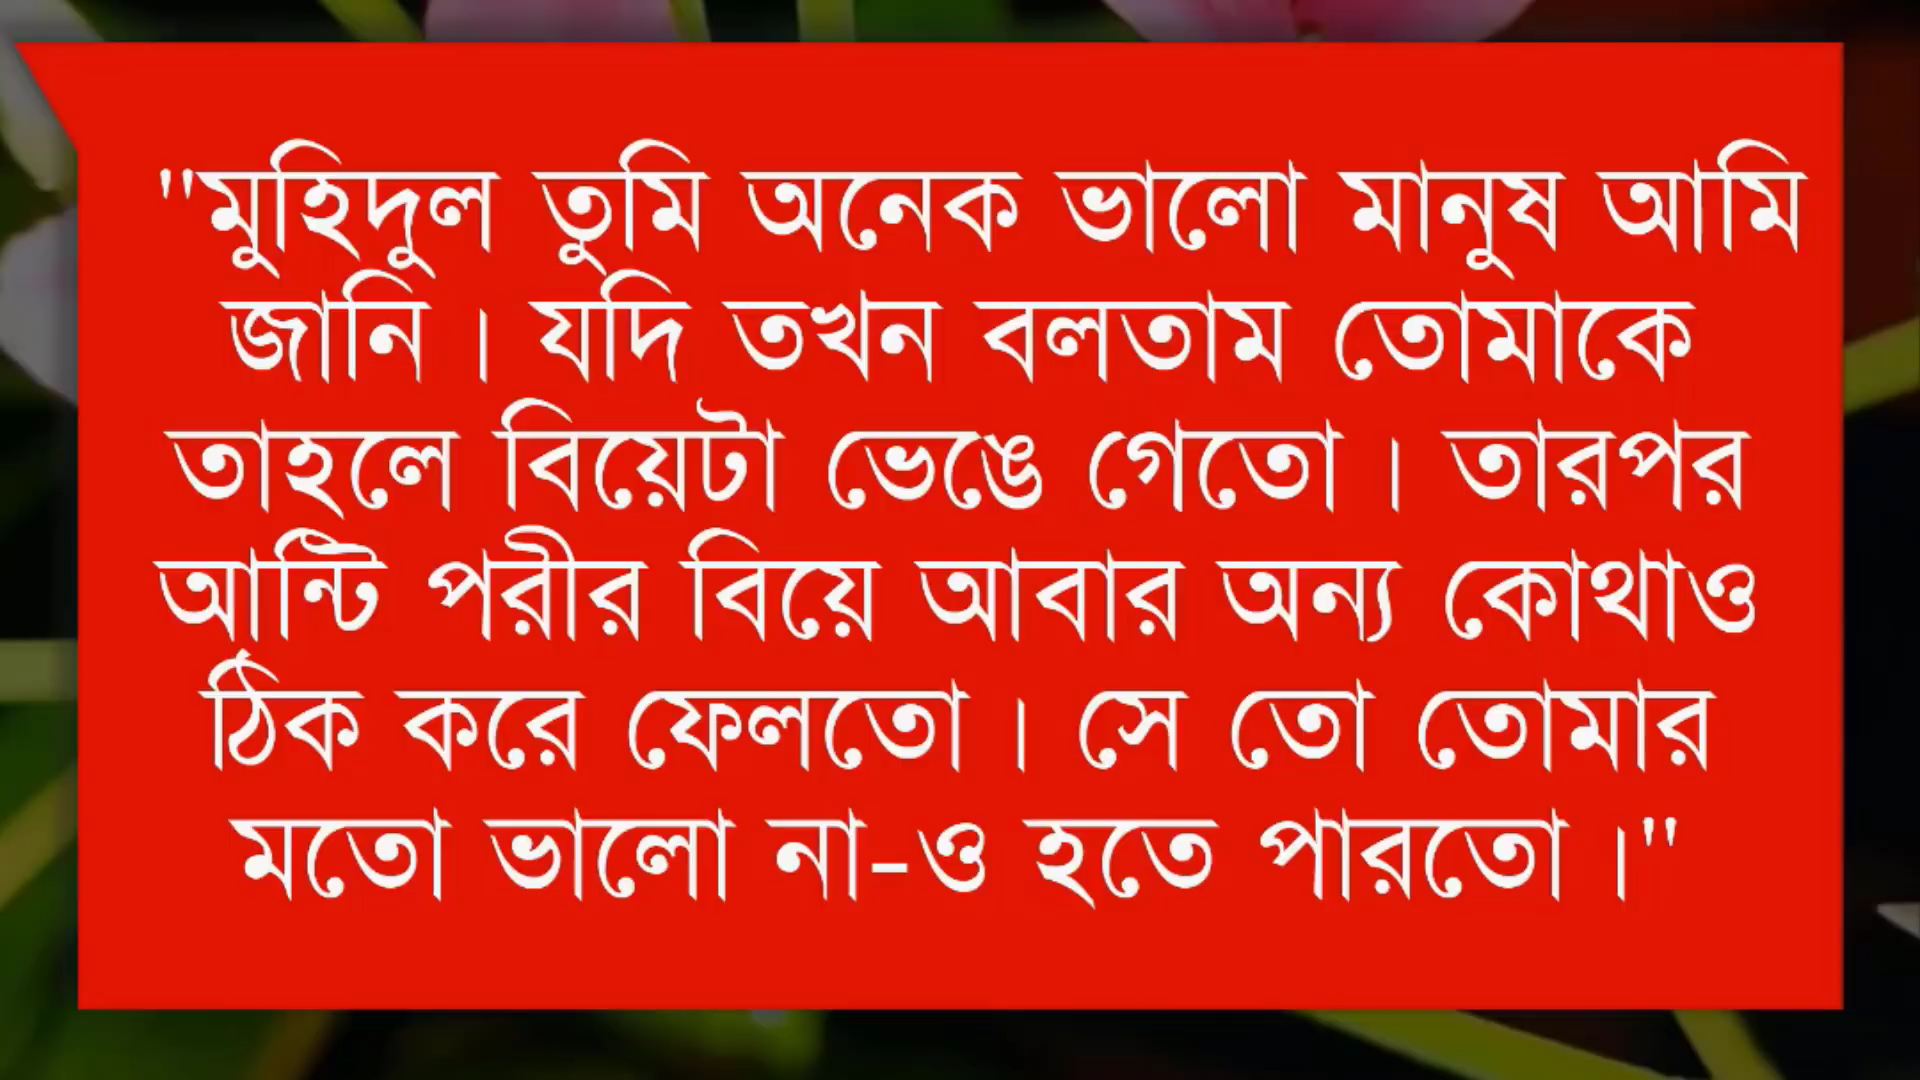 "মুহিদুল তুমি অনেক ভালো মানুষ আমি
জানি। যদি তখন বলতাম তোমাকে
তাহলে বিয়েটা ভেঙে গেতো। তারপর
আন্টি পরীর বিয়ে আবার অন্য কোথাও
ঠিক করে ফেলতো। সে তো তোমার
মতো ভালো না-ও হতে পারতো।"